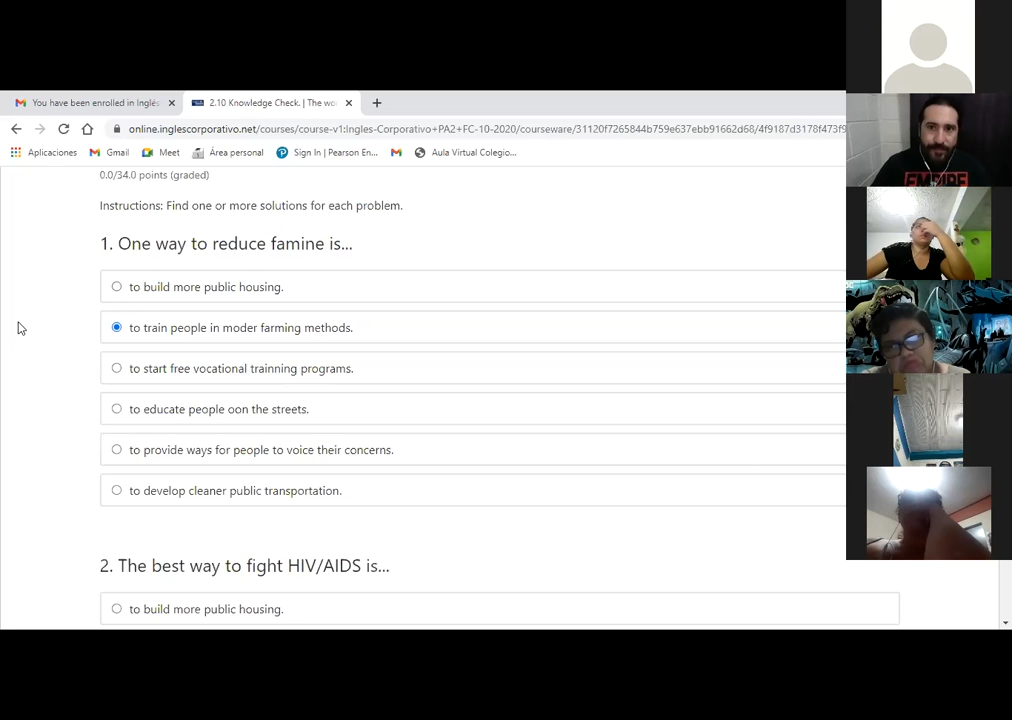 You have been enrolled in Inglés
2.10 Knowledge Check. | The wo
online.inglescorporativo.net/courses/course-v1:Ingles-Corporativo+PA2+FC-10-2020/courseware/31120f7265844b759e637ebb91662d68/4f9187d3178f473f9
Aplicaciones Gmail Meet Área personal Sign In | Pearson En... Aula Virtual Colegio...
0.0/34.0 points (graded)
Instructions: Find one or more solutions for each problem.
1. One way to reduce famine is...
to build more public housing.
to train people in moder farming methods.
to start free vocational trainning programs.
to educate people oon the streets.
to provide ways for people to voice their concerns.
to develop cleaner public transportation.
2. The best way to fight HIV/AIDS is...
to build more public housing.
EMPIRE